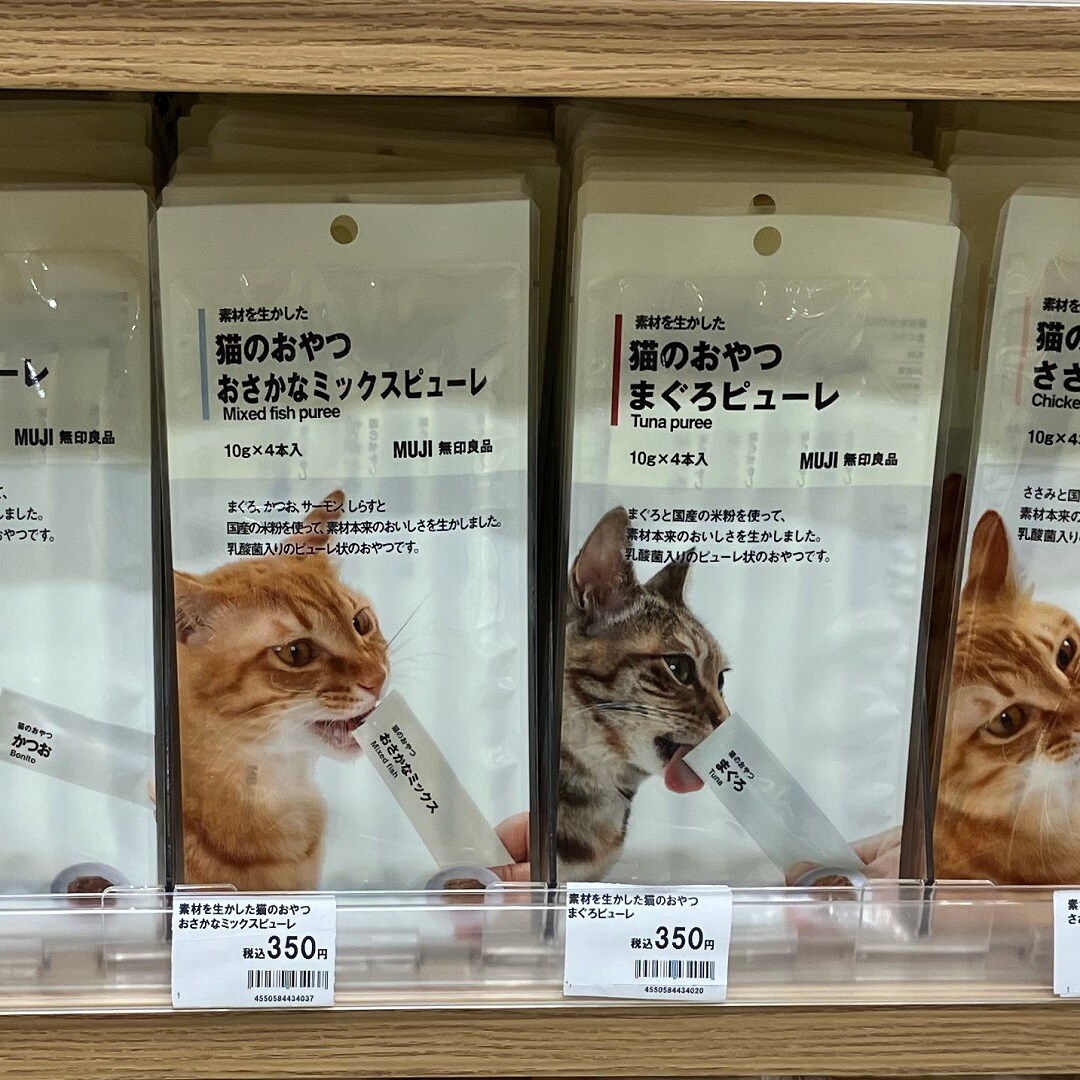 ーレ
MUJI 無印良品
て、
しました。
おやつです。
猫のおやつ
かつお
Bonito
素材を生かした
猫のおやつ
おさかなミックスピューレ
Mixed fish puree
10g×4本入
MUJI 無印良品
まぐろ、かつお、サーモン、しらすと
国産の米粉を使って、素材本来のおいしさを生かしました。
乳酸菌入りのピューレ状のおやつです。
猫のおやつ
おさかなミックス
Mixed fish
素材を生かした
猫のおやつ
まぐろピューレ
Tuna puree
10g×4本入
MUJI 無印良品
まぐろと国産の米粉を使って、
素材本来のおいしさを生かしました。
乳酸菌入りのピューレ状のおやつです。
猫のおやつ
まぐろ
Tuna
素材を
猫の
ささ
Chicke
10g×4
ささみと国
素材本来の
乳酸菌入り
素材を生かした猫のおやつ
おさかなミックスピューレ
税込350円
1
4550584434037
素材を生かした猫のおやつ
まぐろピューレ
税込350円
1
4550584434020
素
さ
1